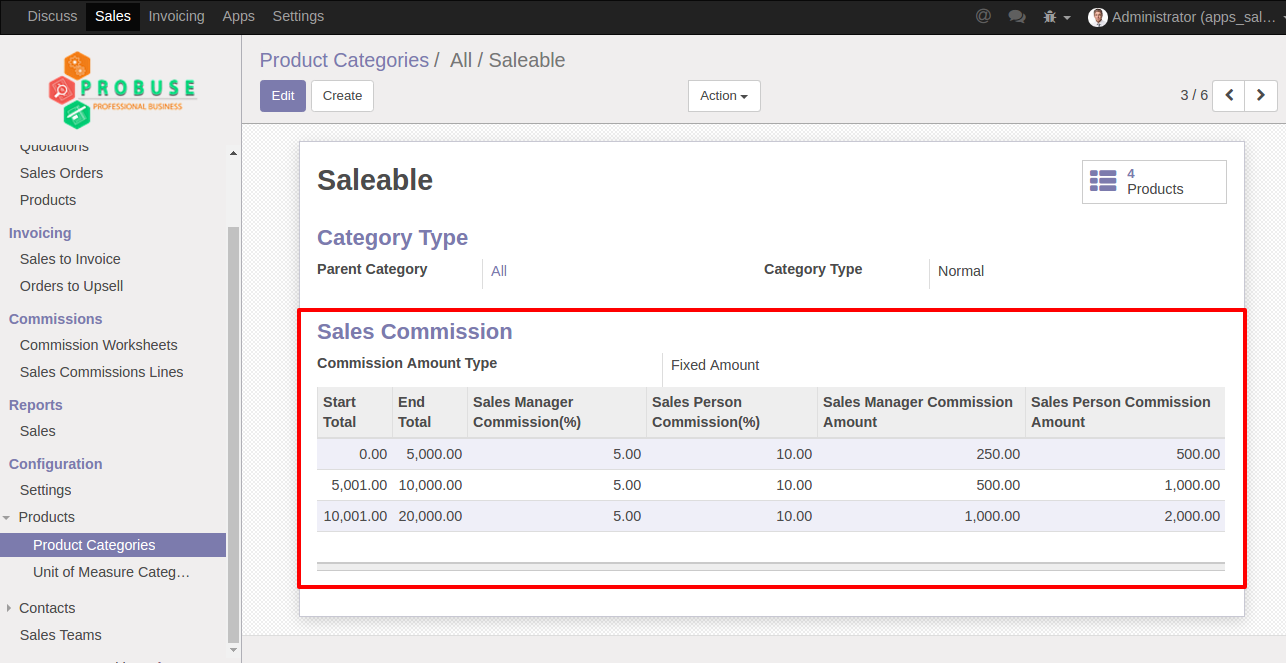 Discuss Sales Invoicing Apps Settings @ Administrator (apps_sal...
PROBUSE
PROFESSIONAL BUSINESS
Quotations
Sales Orders
Products
Invoicing
Sales to Invoice
Orders to Upsell
Commissions
Commission Worksheets
Sales Commissions Lines
Reports
Sales
Configuration
Settings
Products
Product Categories
Unit of Measure Categ...
Contacts
Sales Teams
Product Categories / All / Saleable
Edit Create Action 3 / 6
Saleable
4
Products
Category Type
Parent Category All Category Type Normal
Sales Commission
Commission Amount Type Fixed Amount
Start Total End Total Sales Manager Commission(%) Sales Person Commission(%) Sales Manager Commission Amount Sales Person Commission Amount
0.00 5,000.00 5.00 10.00 250.00 500.00
5,001.00 10,000.00 5.00 10.00 500.00 1,000.00
10,001.00 20,000.00 5.00 10.00 1,000.00 2,000.00